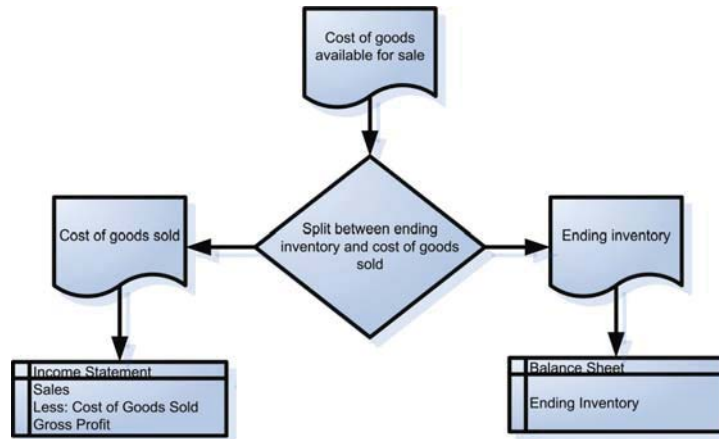 Cost of goods
available for sale
Cost of goods sold
Split between ending
inventory and cost of goods
sold
Ending inventory
Income Statement
Sales
Less: Cost of Goods Sold
Gross Profit
Balance Sheet
Ending Inventory